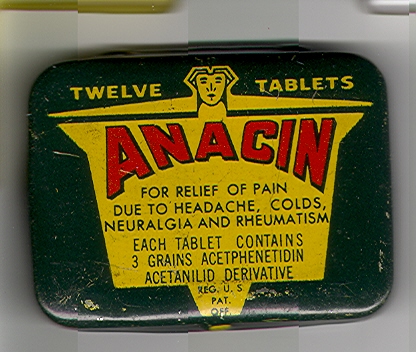 TWELVE TABLETS
ANACIN
FOR RELIEF OF PAIN
DUE TO HEADACHE, COLDS,
NEURALGIA AND RHEUMATISM
EACH TABLET CONTAINS
3 GRAINS ACETPHENETIDIN
ACETANILID DERIVATIVE
REG. U. S.
PAT.
OFF.